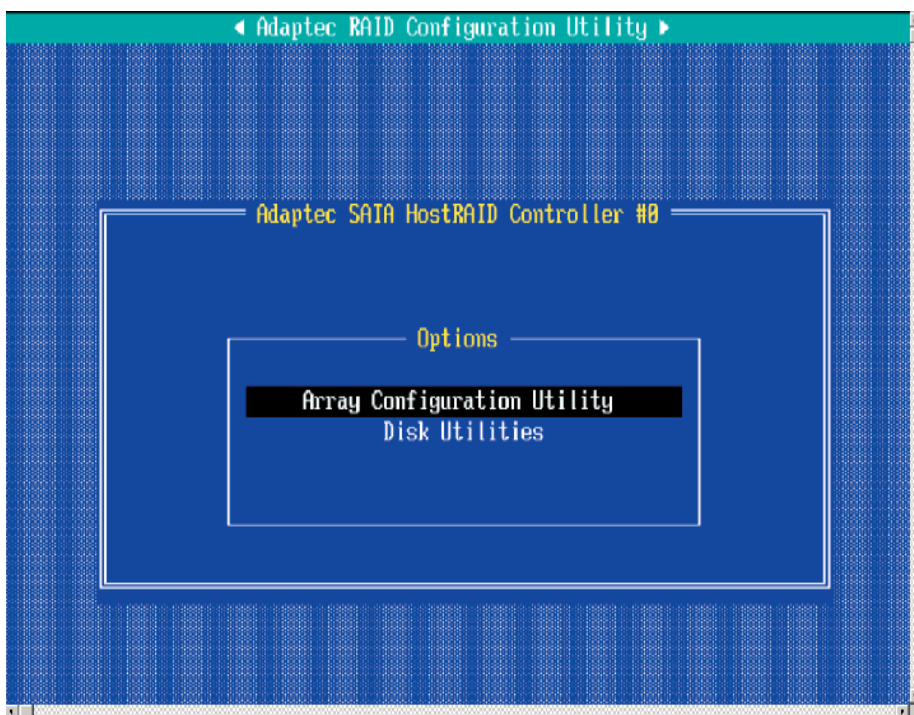 Adaptec RAID Configuration Utility
Adaptec SATA HostRAID Controller #0
Options
Array Configuration Utility
Disk Utilities